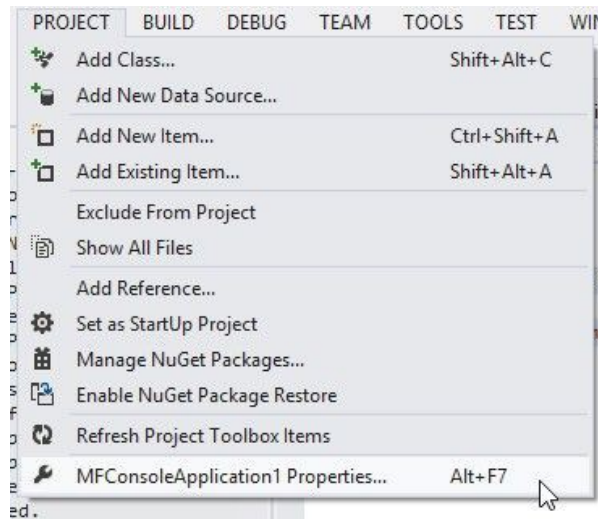 PROJECT BUILD DEBUG TEAM TOOLS TEST
Add Class... Shift+Alt+C
Add New Data Source...
Add New Item... Ctrl+Shift+A
Add Existing Item... Shift+Alt+A
Exclude From Project
Show All Files
Add Reference...
Set as StartUp Project
Manage NuGet Packages...
Enable NuGet Package Restore
Refresh Project Toolbox Items
MFConsoleApplication1 Properties... Alt+F7
ed.